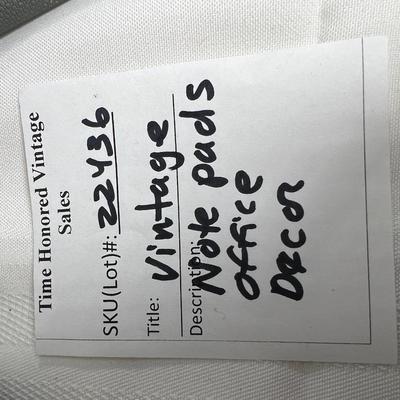 Time Honored Vintage
Sales
SKU(Lot)#: 22436
Title: Vintage
Description: Note pads
office
Decor